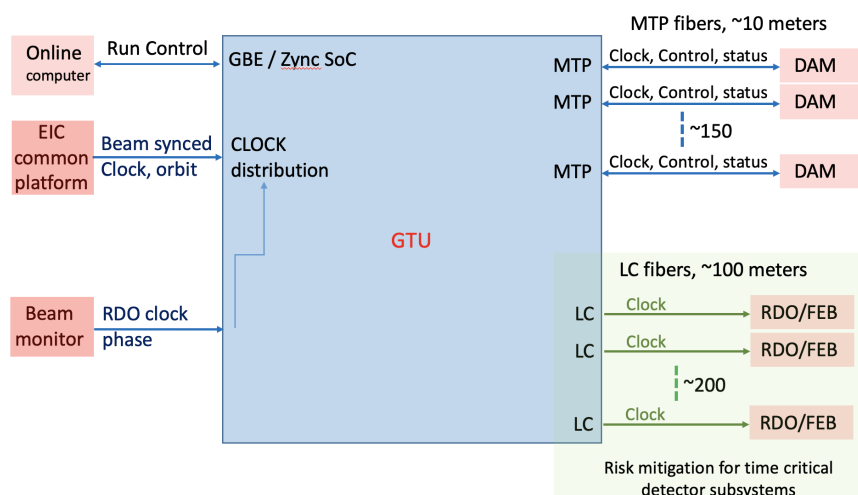 MTP fibers, ~10 meters
Online
computer
Run Control
GBE / Zync SoC
MTP
Clock, Control, status
DAM
MTP
Clock, Control, status
DAM
~150
EIC
common
platform
Beam synced
Clock, orbit
CLOCK
distribution
MTP
Clock, Control, status
DAM
GTU
LC fibers, ~100 meters
Beam
monitor
RDO clock
phase
LC
Clock
RDO/FEB
LC
Clock
RDO/FEB
~200
LC
Clock
RDO/FEB
Risk mitigation for time critical
detector subsystems